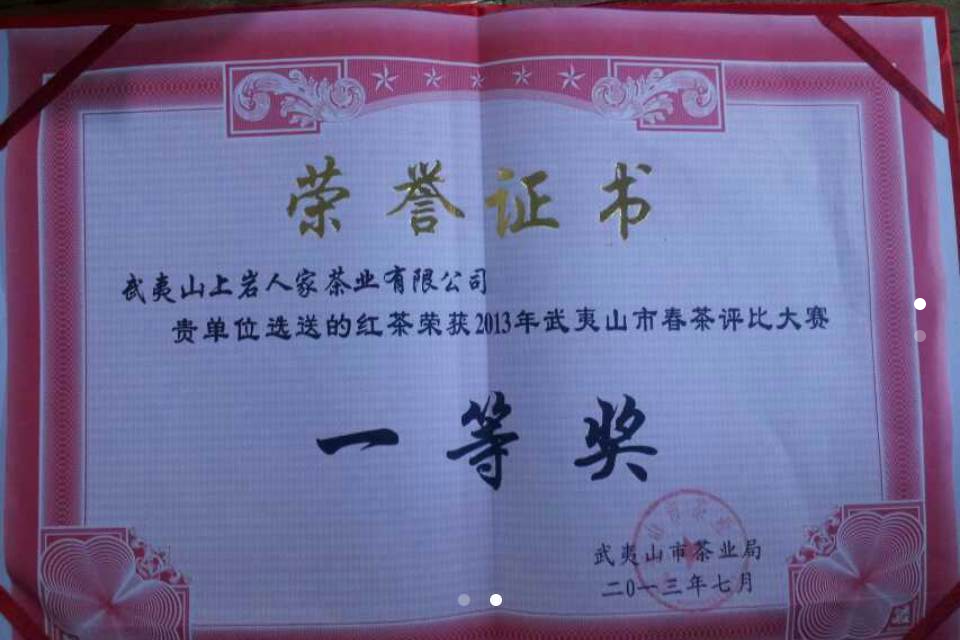 荣誉证书
武夷山上岩人家茶业有限公司
贵单位选送的红茶荣获2013年武夷山市春茶评比大赛
一等奖
武夷山市茶业局
二〇一三年七月